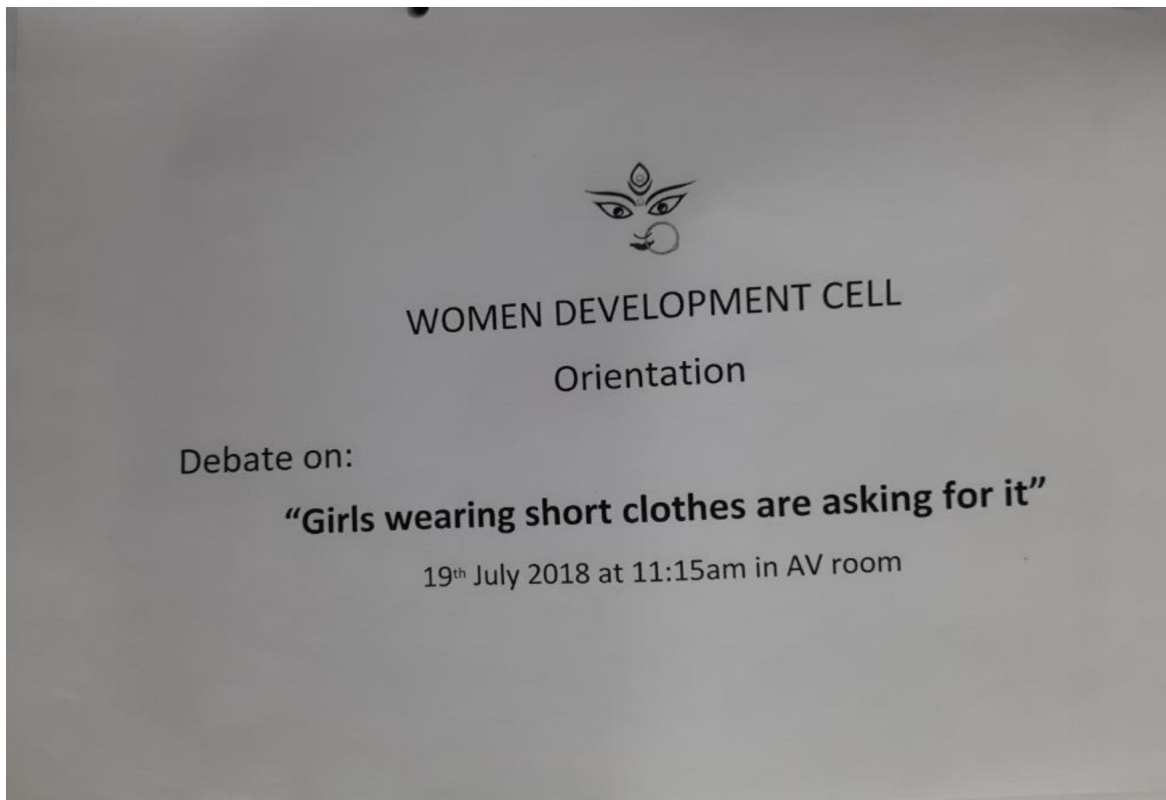 WOMEN DEVELOPMENT CELL
Orientation
Debate on:
“Girls wearing short clothes are asking for it”
19th July 2018 at 11:15am in AV room